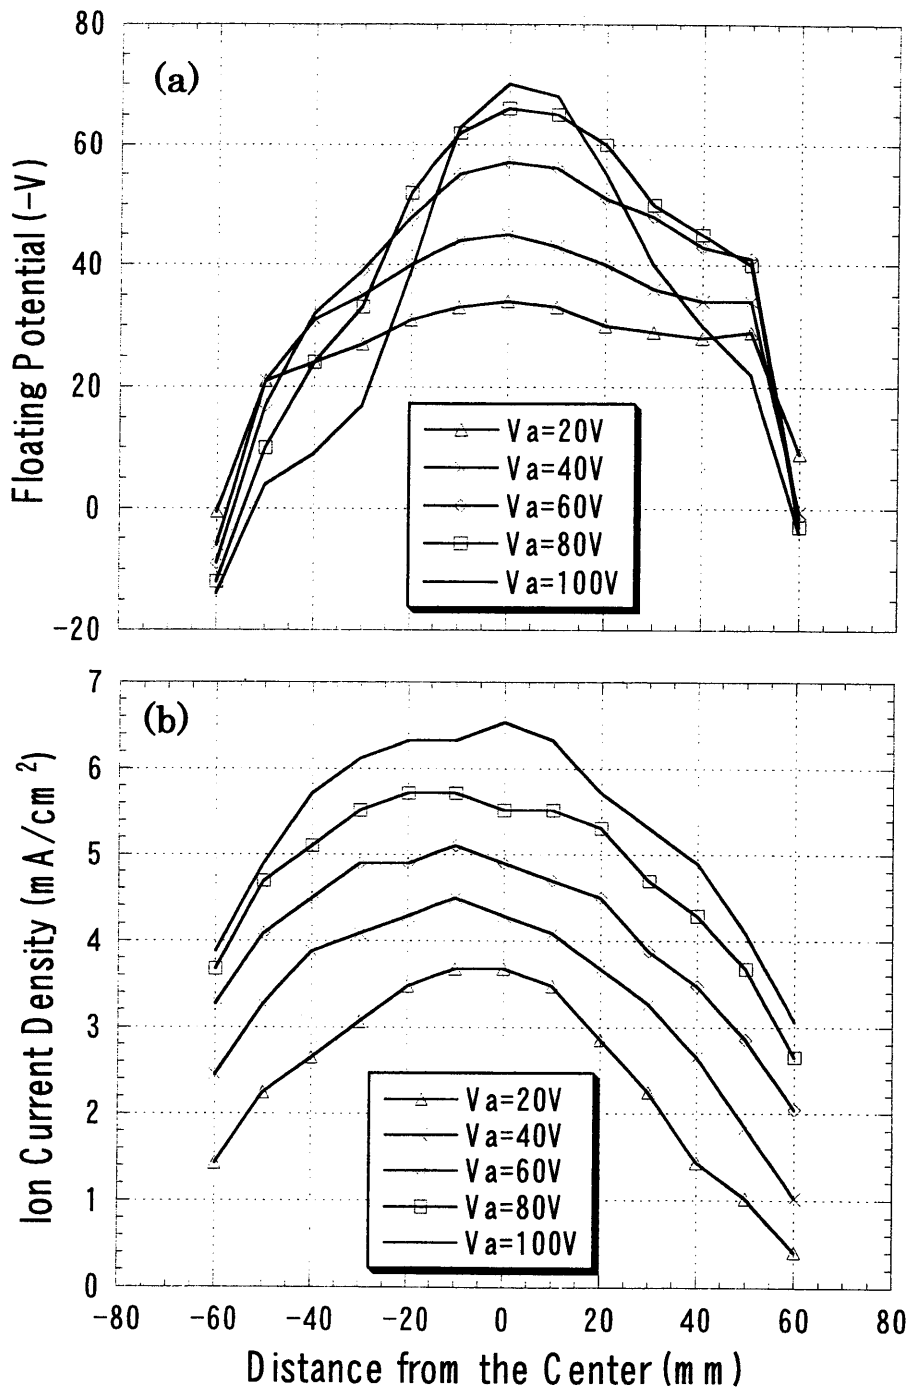 80
(a)
60
40
20
0
-20
Floating Potential (-V)
Va=20V
Va=40V
Va=60V
Va=80V
Va=100V
7
(b)
6
5
4
3
2
1
0
Ion Current Density (mA/cm²)
Va=20V
Va=40V
Va=60V
Va=80V
Va=100V
-80 -60 -40 -20 0 20 40 60 80
Distance from the Center (mm)